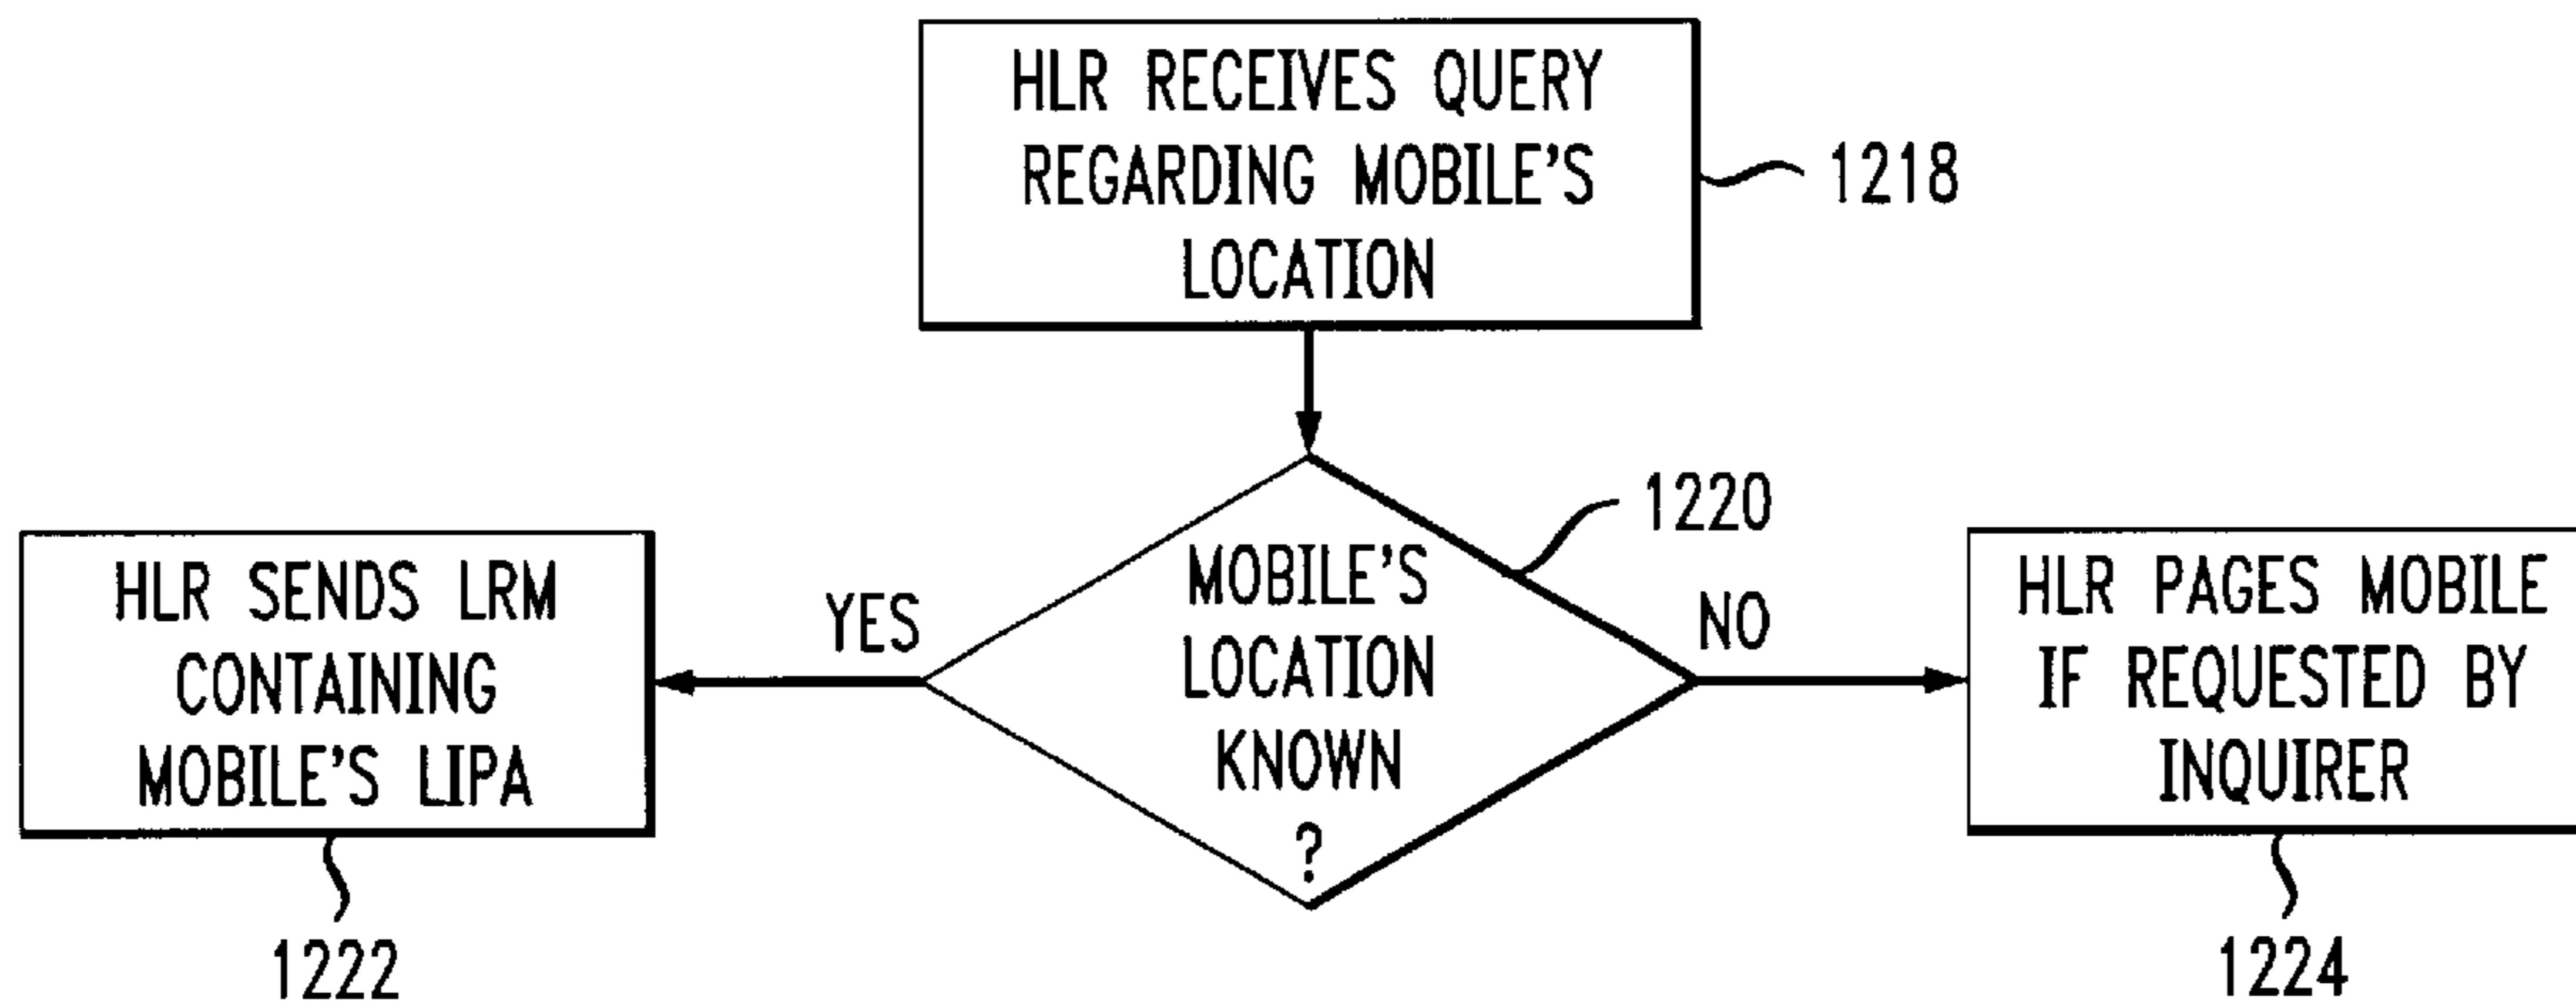 HLR RECEIVES QUERY
REGARDING MOBILE'S
LOCATION
1218
MOBILE'S
LOCATION
KNOWN
?
1220
YES
NO
HLR SENDS LRM
CONTAINING
MOBILE'S LIPA
1222
HLR PAGES MOBILE
IF REQUESTED BY
INQUIRER
1224